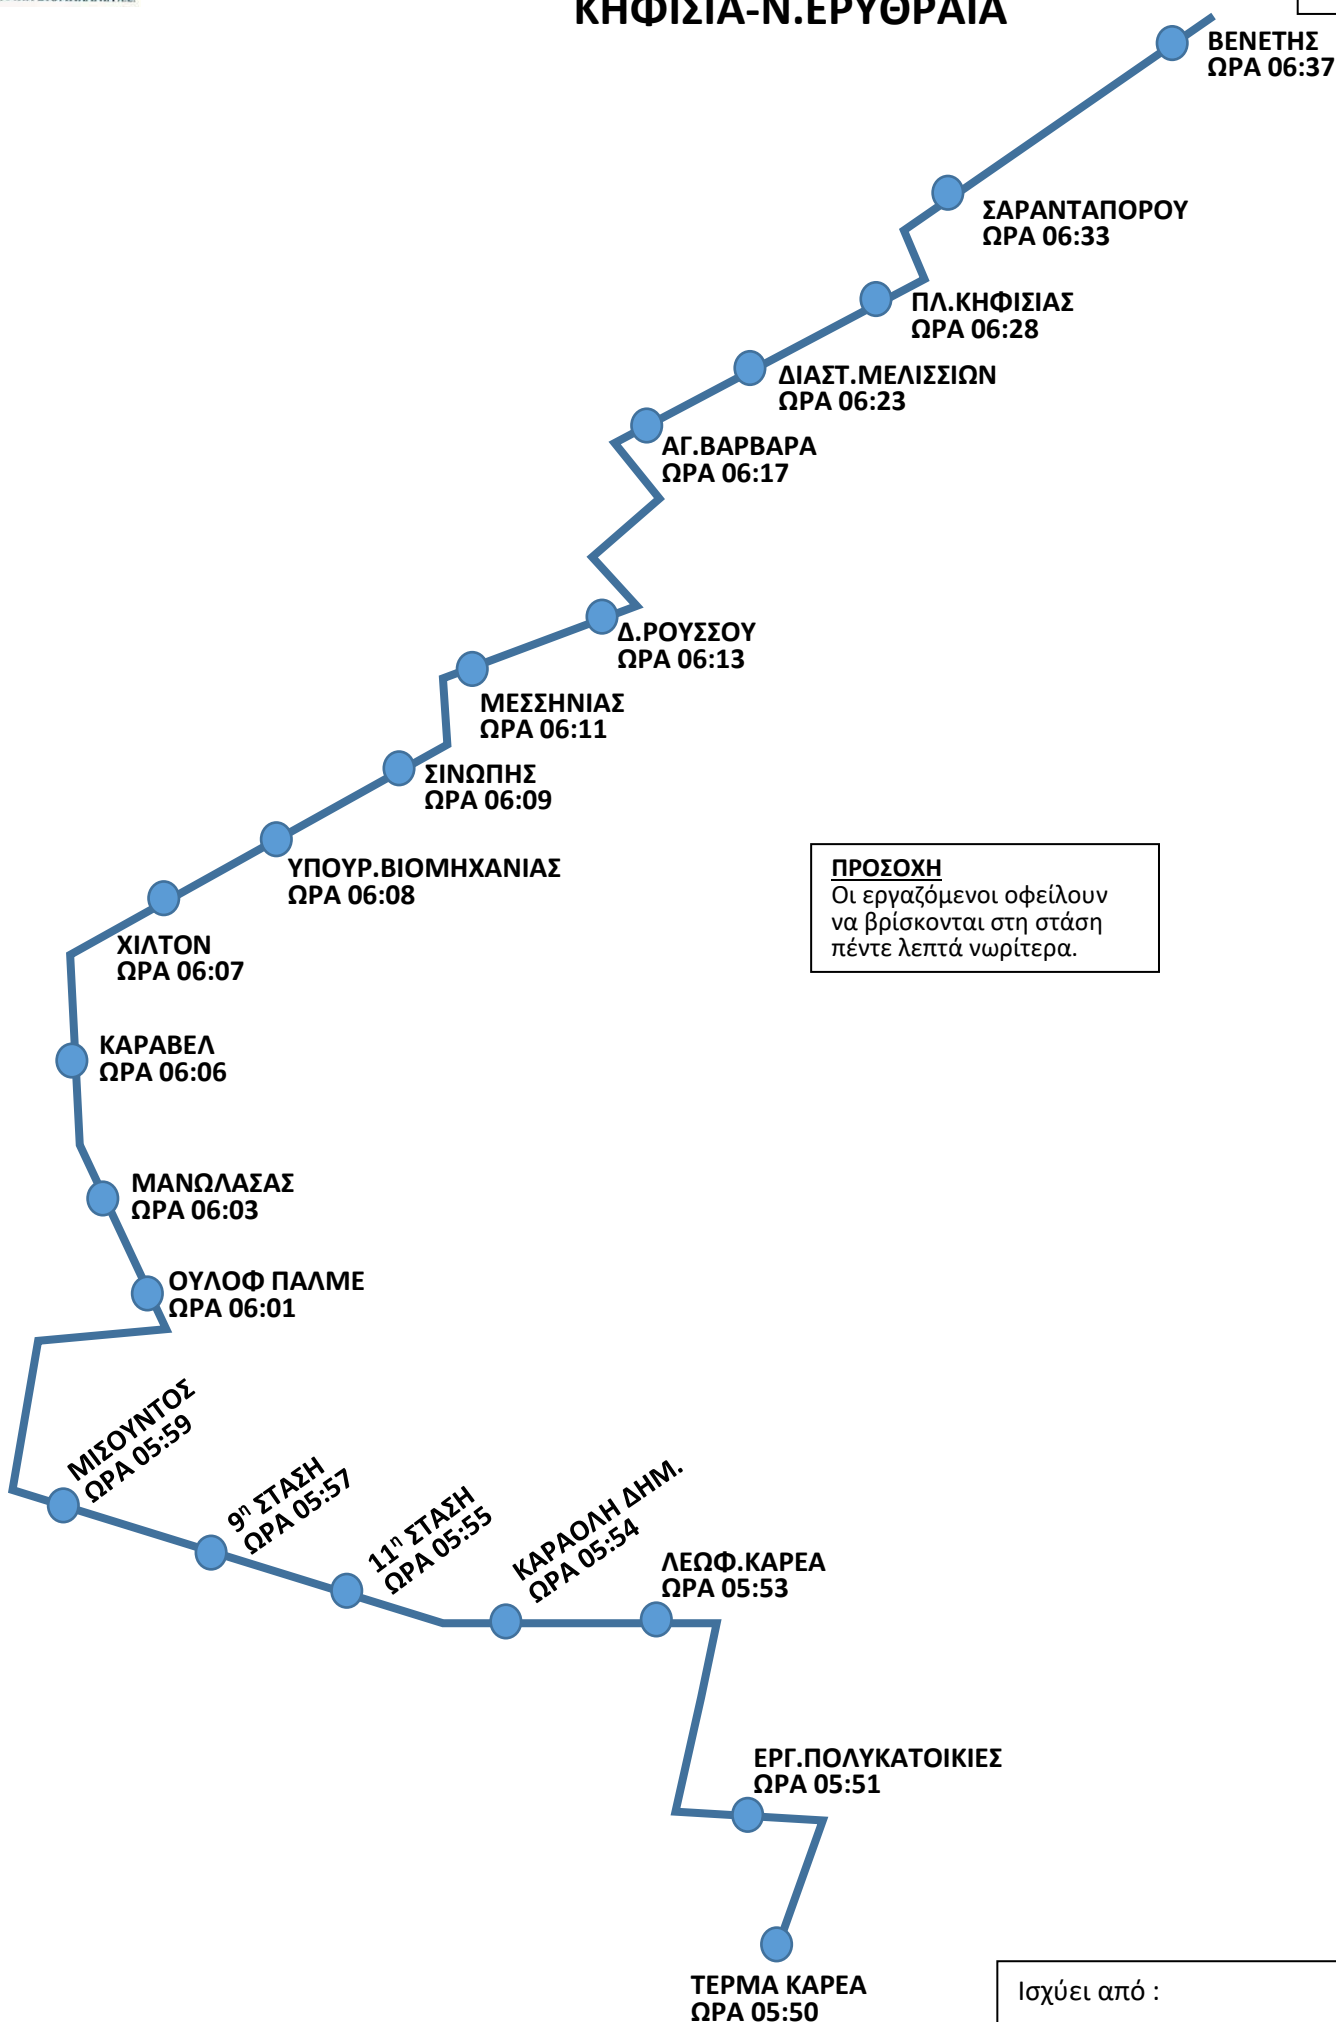 ΚΗΦΙΣΙΑ-Ν.ΕΡΥΘΡΑΙΑ
ΒΕΝΕΤΗΣ
ΩΡΑ 06:37
ΣΑΡΑΝΤΑΠΟΡΟΥ
ΩΡΑ 06:33
ΠΛ.ΚΗΦΙΣΙΑΣ
ΩΡΑ 06:28
ΔΙΑΣΤ.ΜΕΛΙΣΣΙΩΝ
ΩΡΑ 06:23
ΑΓ.ΒΑΡΒΑΡΑ
ΩΡΑ 06:17
Δ.ΡΟΥΣΣΟΥ
ΩΡΑ 06:13
ΜΕΣΣΗΝΙΑΣ
ΩΡΑ 06:11
ΣΙΝΩΠΗΣ
ΩΡΑ 06:09
ΥΠΟΥΡ.ΒΙΟΜΗΧΑΝΙΑΣ
ΩΡΑ 06:08
ΠΡΟΣΟΧΗ
Οι εργαζόμενοι οφείλουν
να βρίσκονται στη στάση
πέντε λεπτά νωρίτερα.
ΧΙΛΤΟΝ
ΩΡΑ 06:07
ΚΑΡΑΒΕΛ
ΩΡΑ 06:06
ΜΑΝΩΛΑΣΑΣ
ΩΡΑ 06:03
ΟΥΛΟΦ ΠΑΛΜΕ
ΩΡΑ 06:01
ΜΙΣΟΥΝΤΟΣ
ΩΡΑ 05:59
9η ΣΤΑΣΗ
ΩΡΑ 05:57
11η ΣΤΑΣΗ
ΩΡΑ 05:55
ΚΑΡΑΟΛΗ ΔΗΜ.
ΩΡΑ 05:54
ΛΕΩΦ.ΚΑΡΕΑ
ΩΡΑ 05:53
ΕΡΓ.ΠΟΛΥΚΑΤΟΙΚΙΕΣ
ΩΡΑ 05:51
ΤΕΡΜΑ ΚΑΡΕΑ
ΩΡΑ 05:50
Ισχύει από :